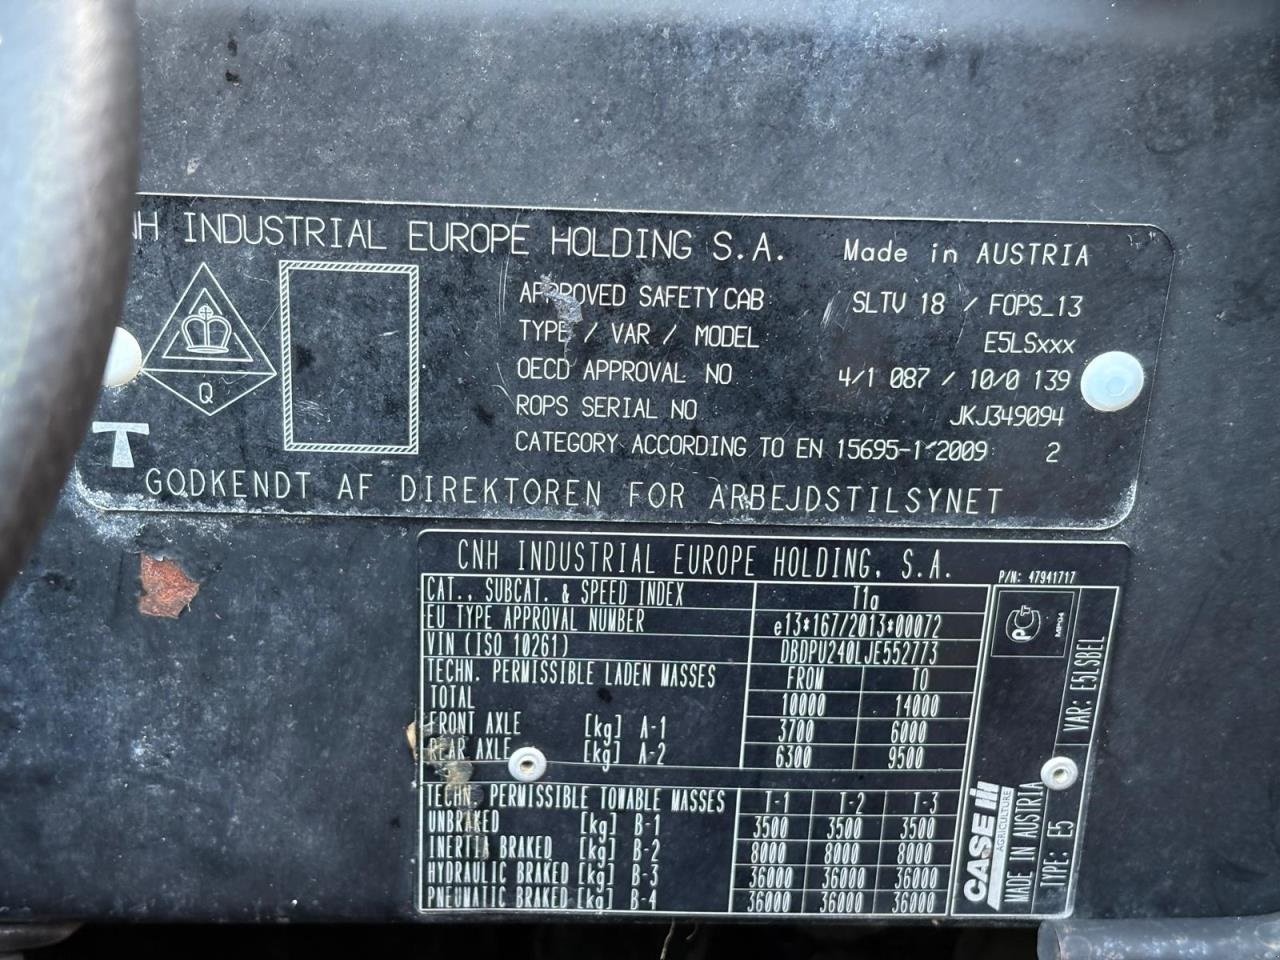 NH INDUSTRIAL EUROPE HOLDING S.A. Made in AUSTRIA
APPROVED SAFETY CAB SLTV 18 / FOPS_13
TYPE / VAR / MODEL E5LSxxx
OECD APPROVAL NO 4/1 087 / 10/0 139
ROPS SERIAL NO JKJ349094
CATEGORY ACCORDING TO EN 15695-1:2009: 2
Q
T
GODKENDT AF DIREKTOREN FOR ARBEJDSTILSYNET
CNH INDUSTRIAL EUROPE HOLDING, S.A. P/N: 47941717
CAT., SUBCAT. & SPEED INDEX T1a
EU TYPE APPROVAL NUMBER e13*167/2013*00072
VIN (ISO 10261) DBDPU240LJE552773
TECHN. PERMISSIBLE LADEN MASSES FROM TO
TOTAL 10000 14000
FRONT AXLE [kg] A-1 3700 6000
REAR AXLE [kg] A-2 6300 9500
TECHN. PERMISSIBLE TOWABLE MASSES T-1 T-2 T-3
UNBRAKED [kg] B-1 3500 3500 3500
INERTIA BRAKED [kg] B-2 8000 8000 8000
HYDRAULIC BRAKED [kg] B-3 36000 36000 36000
PNEUMATIC BRAKED [kg] B-4 36000 36000 36000
PCT
MP04
CASE IH
AGRICULTURE
MADE IN AUSTRIA
TYPE: E5
VAR: E5LSBEL